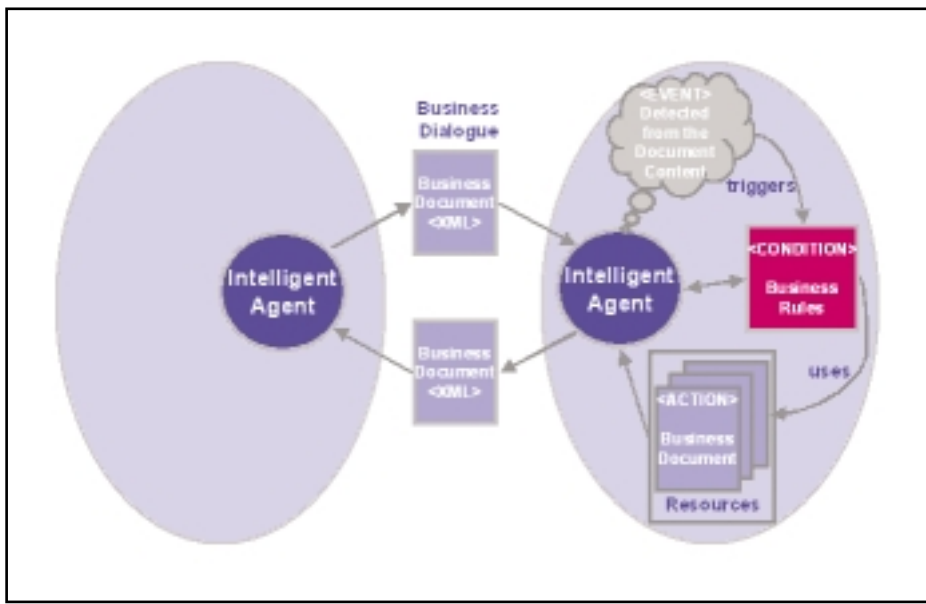 Business
Dialogue
Business
Document
<XML>
Intelligent
Agent
Business
Document
<XML>
<EVENT>
Detected
from the
Document
Content
triggers
Intelligent
Agent
<CONDITION>
Business
Rules
uses
<ACTION>
Business
Document
Resources